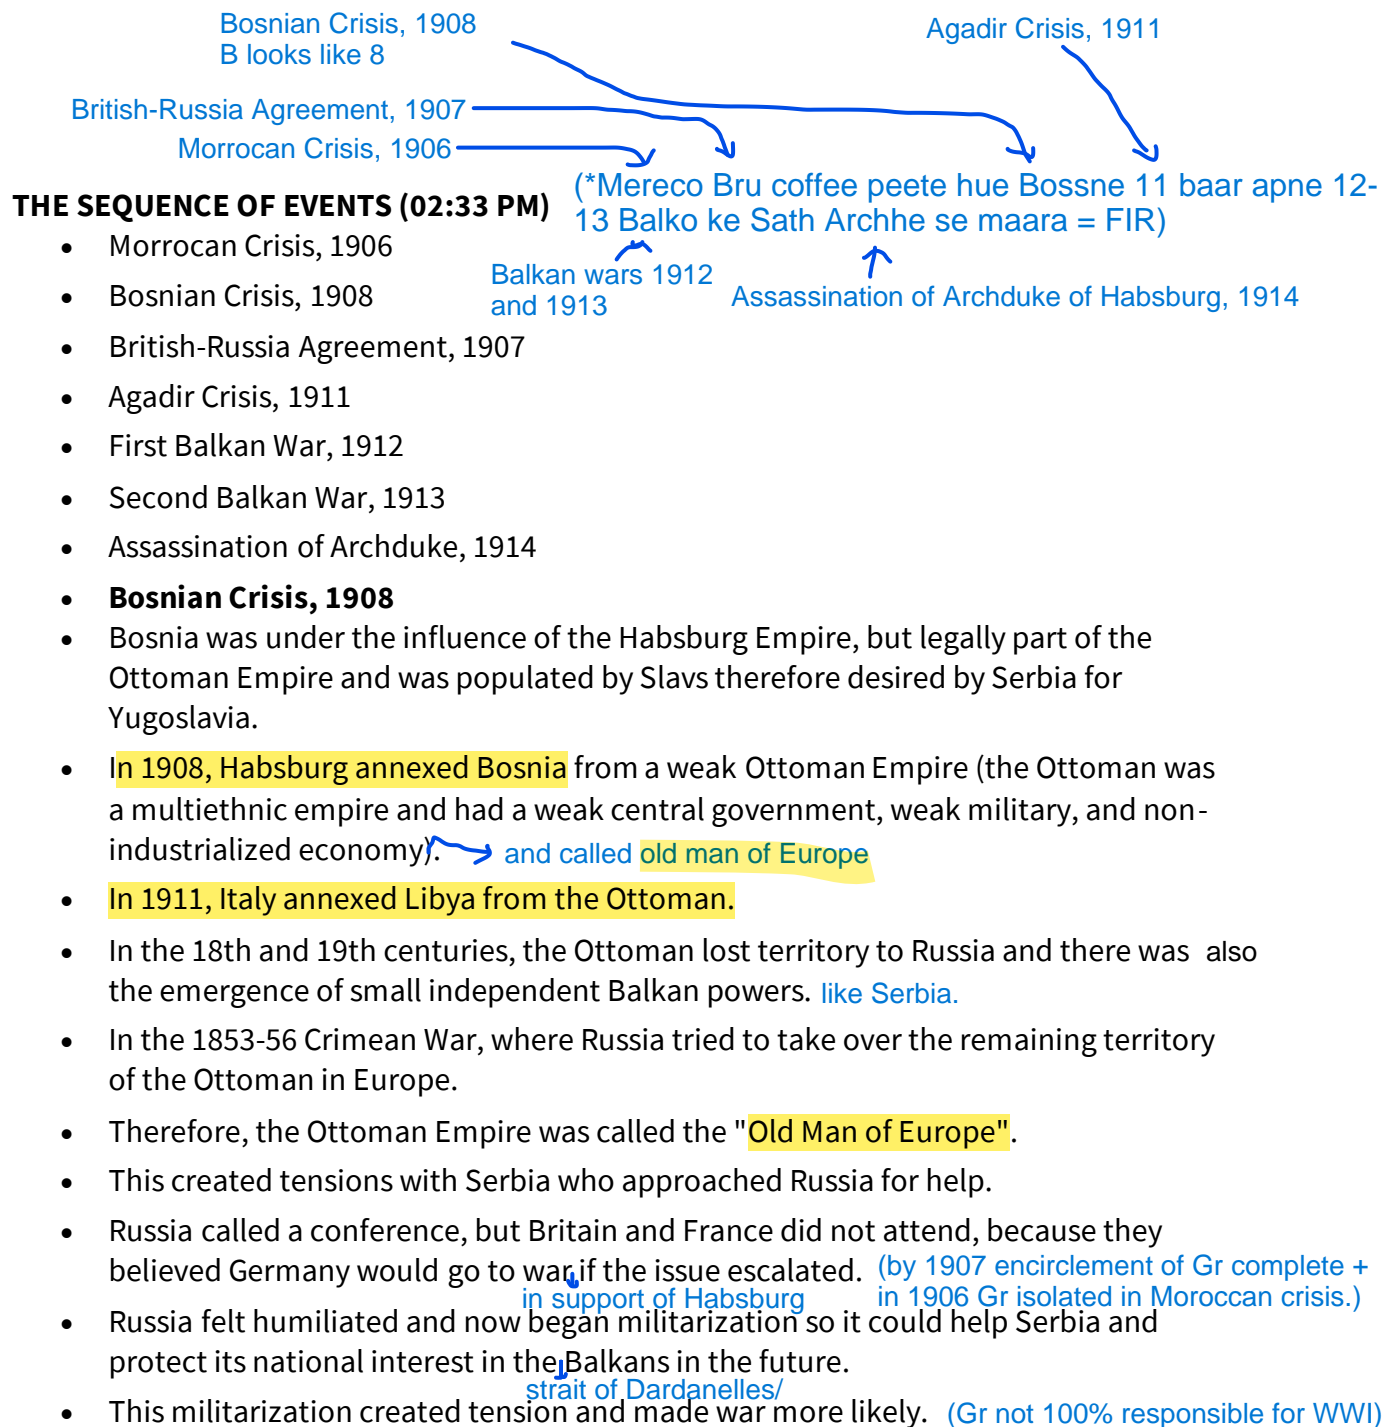 Bosnian Crisis, 1908
B looks like 8
Agadir Crisis, 1911
British-Russia Agreement, 1907
Morrocan Crisis, 1906
(*Mereco Bru coffee peete hue Bossne 11 baar apne 12-
13 Balko ke Sath Archhe se maara = FIR)
THE SEQUENCE OF EVENTS (02:33 PM)
Balkan wars 1912
and 1913
Assassination of Archduke of Habsburg, 1914
• Morrocan Crisis, 1906
• Bosnian Crisis, 1908
• British-Russia Agreement, 1907
• Agadir Crisis, 1911
• First Balkan War, 1912
• Second Balkan War, 1913
• Assassination of Archduke, 1914
• Bosnian Crisis, 1908
• Bosnia was under the influence of the Habsburg Empire, but legally part of the
Ottoman Empire and was populated by Slavs therefore desired by Serbia for
Yugoslavia.
• In 1908, Habsburg annexed Bosnia from a weak Ottoman Empire (the Ottoman was
a multiethnic empire and had a weak central government, weak military, and non-
industrialized economy). and called old man of Europe
• In 1911, Italy annexed Libya from the Ottoman.
• In the 18th and 19th centuries, the Ottoman lost territory to Russia and there was also
the emergence of small independent Balkan powers. like Serbia.
• In the 1853-56 Crimean War, where Russia tried to take over the remaining territory
of the Ottoman in Europe.
• Therefore, the Ottoman Empire was called the "Old Man of Europe".
• This created tensions with Serbia who approached Russia for help.
• Russia called a conference, but Britain and France did not attend, because they
believed Germany would go to war if the issue escalated. (by 1907 encirclement of Gr complete +
in support of Habsburg in 1906 Gr isolated in Moroccan crisis.)
• Russia felt humiliated and now began militarization so it could help Serbia and
protect its national interest in the Balkans in the future.
strait of Dardanelles/
• This militarization created tension and made war more likely. (Gr not 100% responsible for WWI)